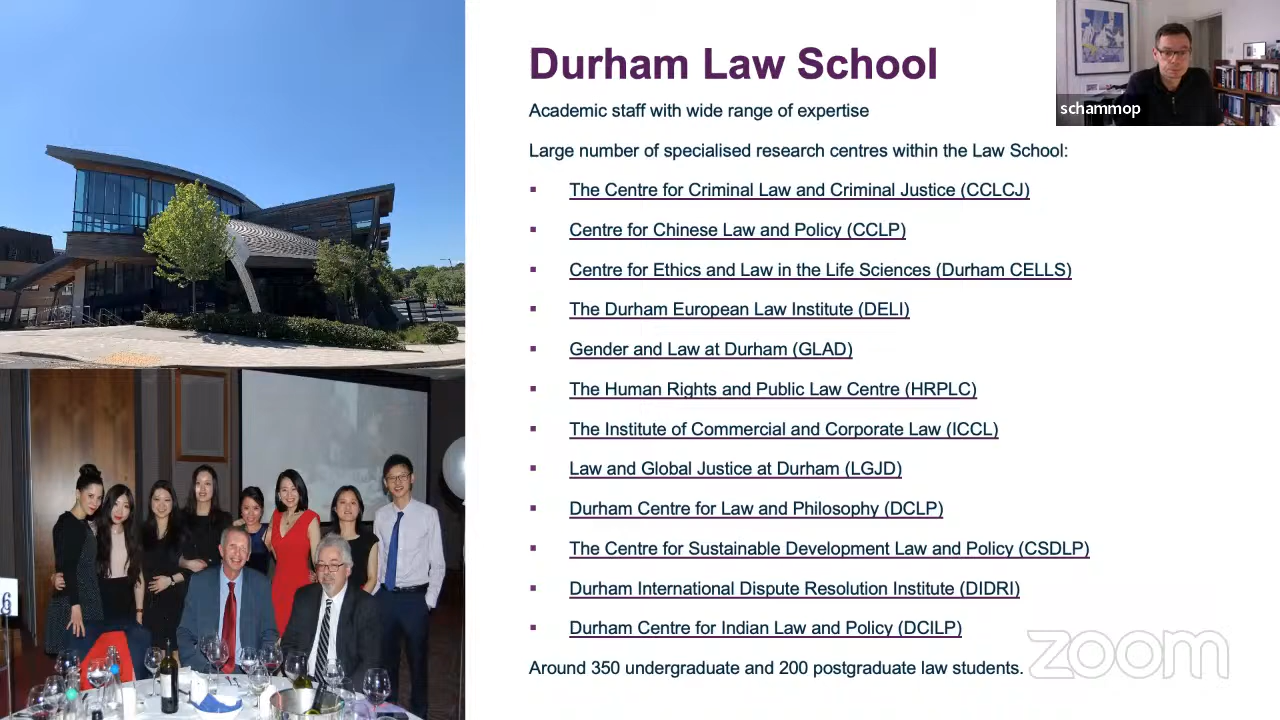 Durham Law School
Academic staff with wide range of expertise
Large number of specialised research centres within the Law School:
▪ The Centre for Criminal Law and Criminal Justice (CCLCJ)
▪ Centre for Chinese Law and Policy (CCLP)
▪ Centre for Ethics and Law in the Life Sciences (Durham CELLS)
▪ The Durham European Law Institute (DELI)
▪ Gender and Law at Durham (GLAD)
▪ The Human Rights and Public Law Centre (HRPLC)
▪ The Institute of Commercial and Corporate Law (ICCL)
▪ Law and Global Justice at Durham (LGJD)
▪ Durham Centre for Law and Philosophy (DCLP)
▪ The Centre for Sustainable Development Law and Policy (CSDLP)
▪ Durham International Dispute Resolution Institute (DIDRI)
▪ Durham Centre for Indian Law and Policy (DCILP)
Around 350 undergraduate and 200 postgraduate law students.
schammop
6
zoom